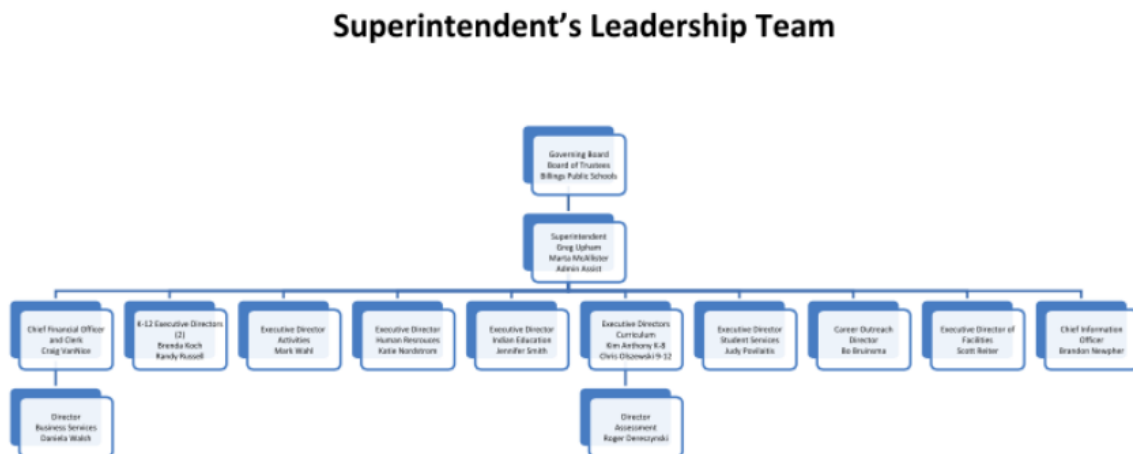 Superintendent's Leadership Team
Governing Board
Board of Trustees
Billings Public Schools
Superintendent
Greg Upham
Marta McAllister
Admin Assist
Chief Financial Officer
and Clerk
Craig VanNice
K-12 Executive Directors
(2)
Brenda Koch
Randy Russell
Executive Director
Activities
Mark Wahl
Executive Director
Human Resrouces
Katie Nordstrom
Executive Director
Indian Education
Jennifer Smith
Executive Directors
Curriculum
Kim Anthony K-8
Chris Olszewski 9-12
Executive Director
Student Services
Judy Povilaitis
Career Outreach
Director
Bo Bruinsma
Executive Director of
Facilities
Scott Reiter
Chief Information
Officer
Brandon Newpher
Director
Business Services
Daniela Walsh
Director
Assessment
Roger Dereszynski